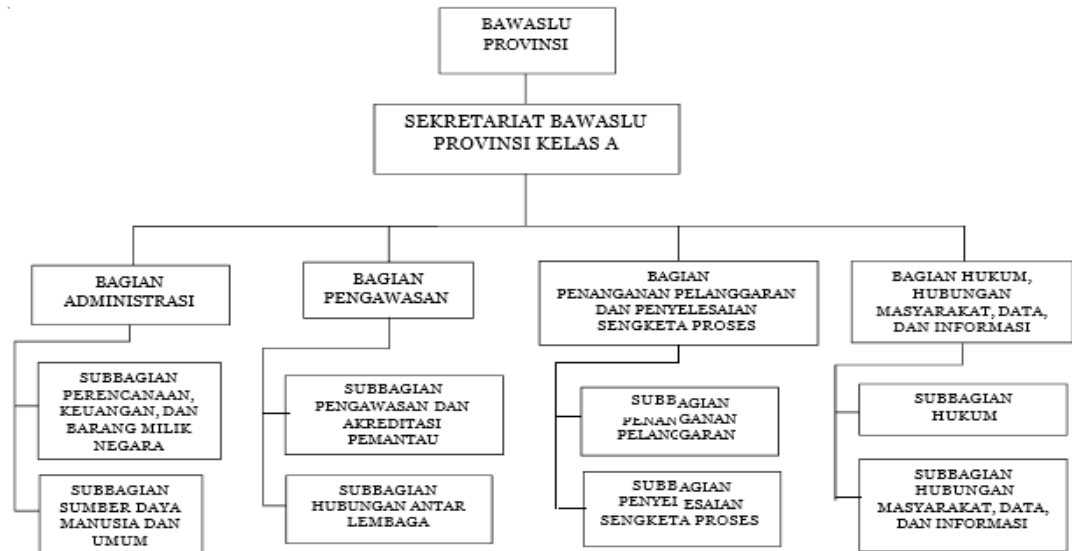 BAWASLU
PROVINSI
SEKRETARIAT BAWASLU
PROVINSI KELAS A
BAGIAN
ADMINISTRASI
BAGIAN
PENGAWASAN
BAGIAN
PENANGANAN PELANGGARAN
DAN PENYELESAIAN
SENGKETA PROSES
BAGIAN HUKUM,
HUBUNGAN
MASYARAKAT, DATA,
DAN INFORMASI
SUBBAGIAN
PERENCANAAN,
KEUANGAN, DAN
BARANG MILIK
NEGARA
SUBBAGIAN
PENGAWASAN DAN
AKREDITASI
PEMANTAU
SUBBAGIAN
PENANGANAN
PELANGGARAN
SUBBAGIAN
HUKUM
SUBBAGIAN
SUMBER DAYA
MANUSIA DAN
UMUM
SUBBAGIAN
HUBUNGAN ANTAR
LEMBAGA
SUBBAGIAN
PENYELESAIAN
SENGKETA PROSES
SUBBAGIAN
HUBUNGAN
MASYARAKAT, DATA,
DAN INFORMASI